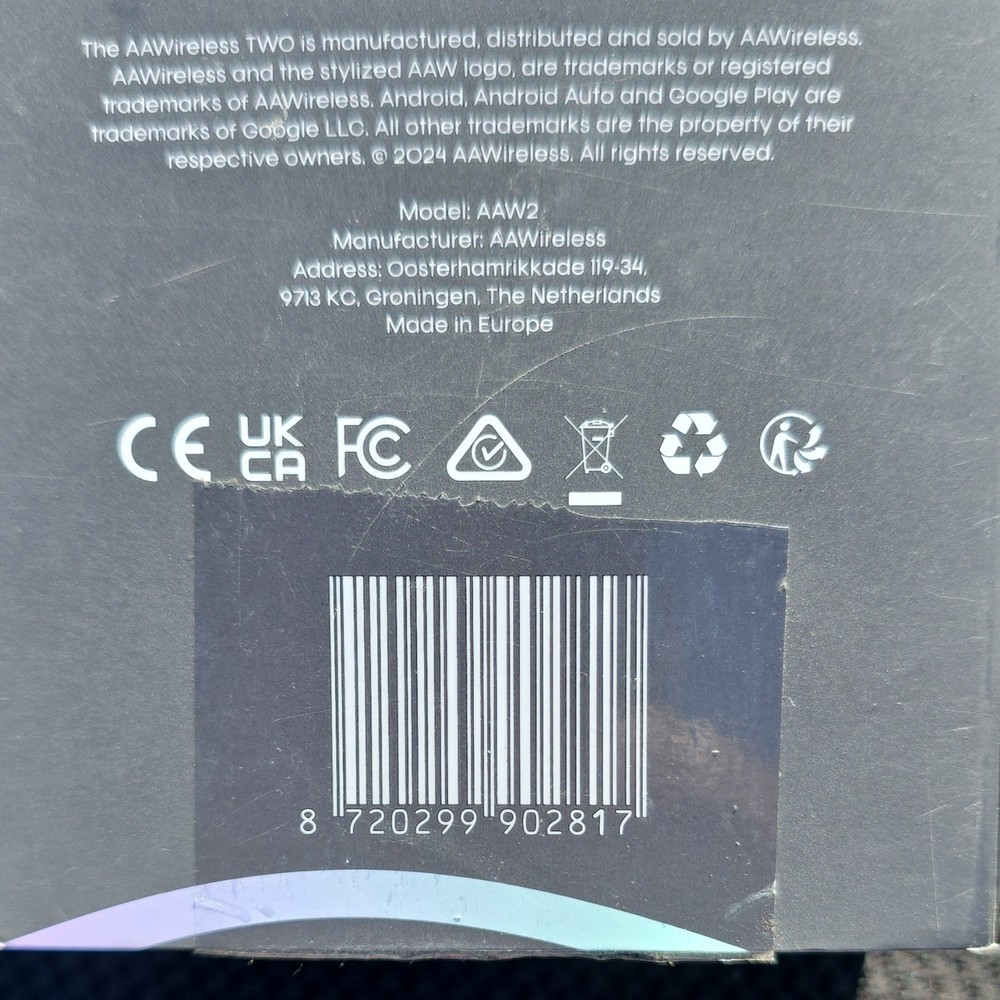 The AAWireless TWO is manufactured, distributed and sold by AAWireless.
AAWireless and the stylized AAW logo, are trademarks or registered
trademarks of AAWireless. Android, Android Auto and Google Play are
trademarks of Google LLC. All other trademarks are the property of their
respective owners. © 2024 AAWireless. All rights reserved.
Model: AAW2
Manufacturer: AAWireless
Address: Oosterhamrikkade 119-34,
9713 KC, Groningen, The Netherlands
Made in Europe
CE UK CA FC
8 720299 902817